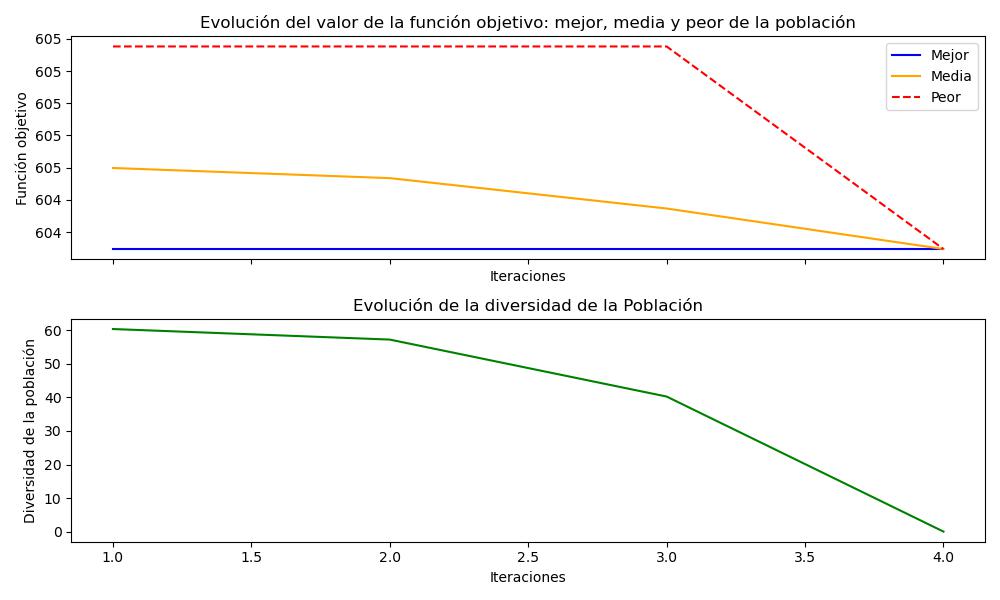 Evolución del valor de la función objetivo: mejor, media y peor de la población
605
605
605
605
605
604
604
Función objetivo
Mejor
Media
Peor
Iteraciones
Evolución de la diversidad de la Población
60
50
40
30
20
10
0
Diversidad de la población
1.0 1.5 2.0 2.5 3.0 3.5 4.0
Iteraciones